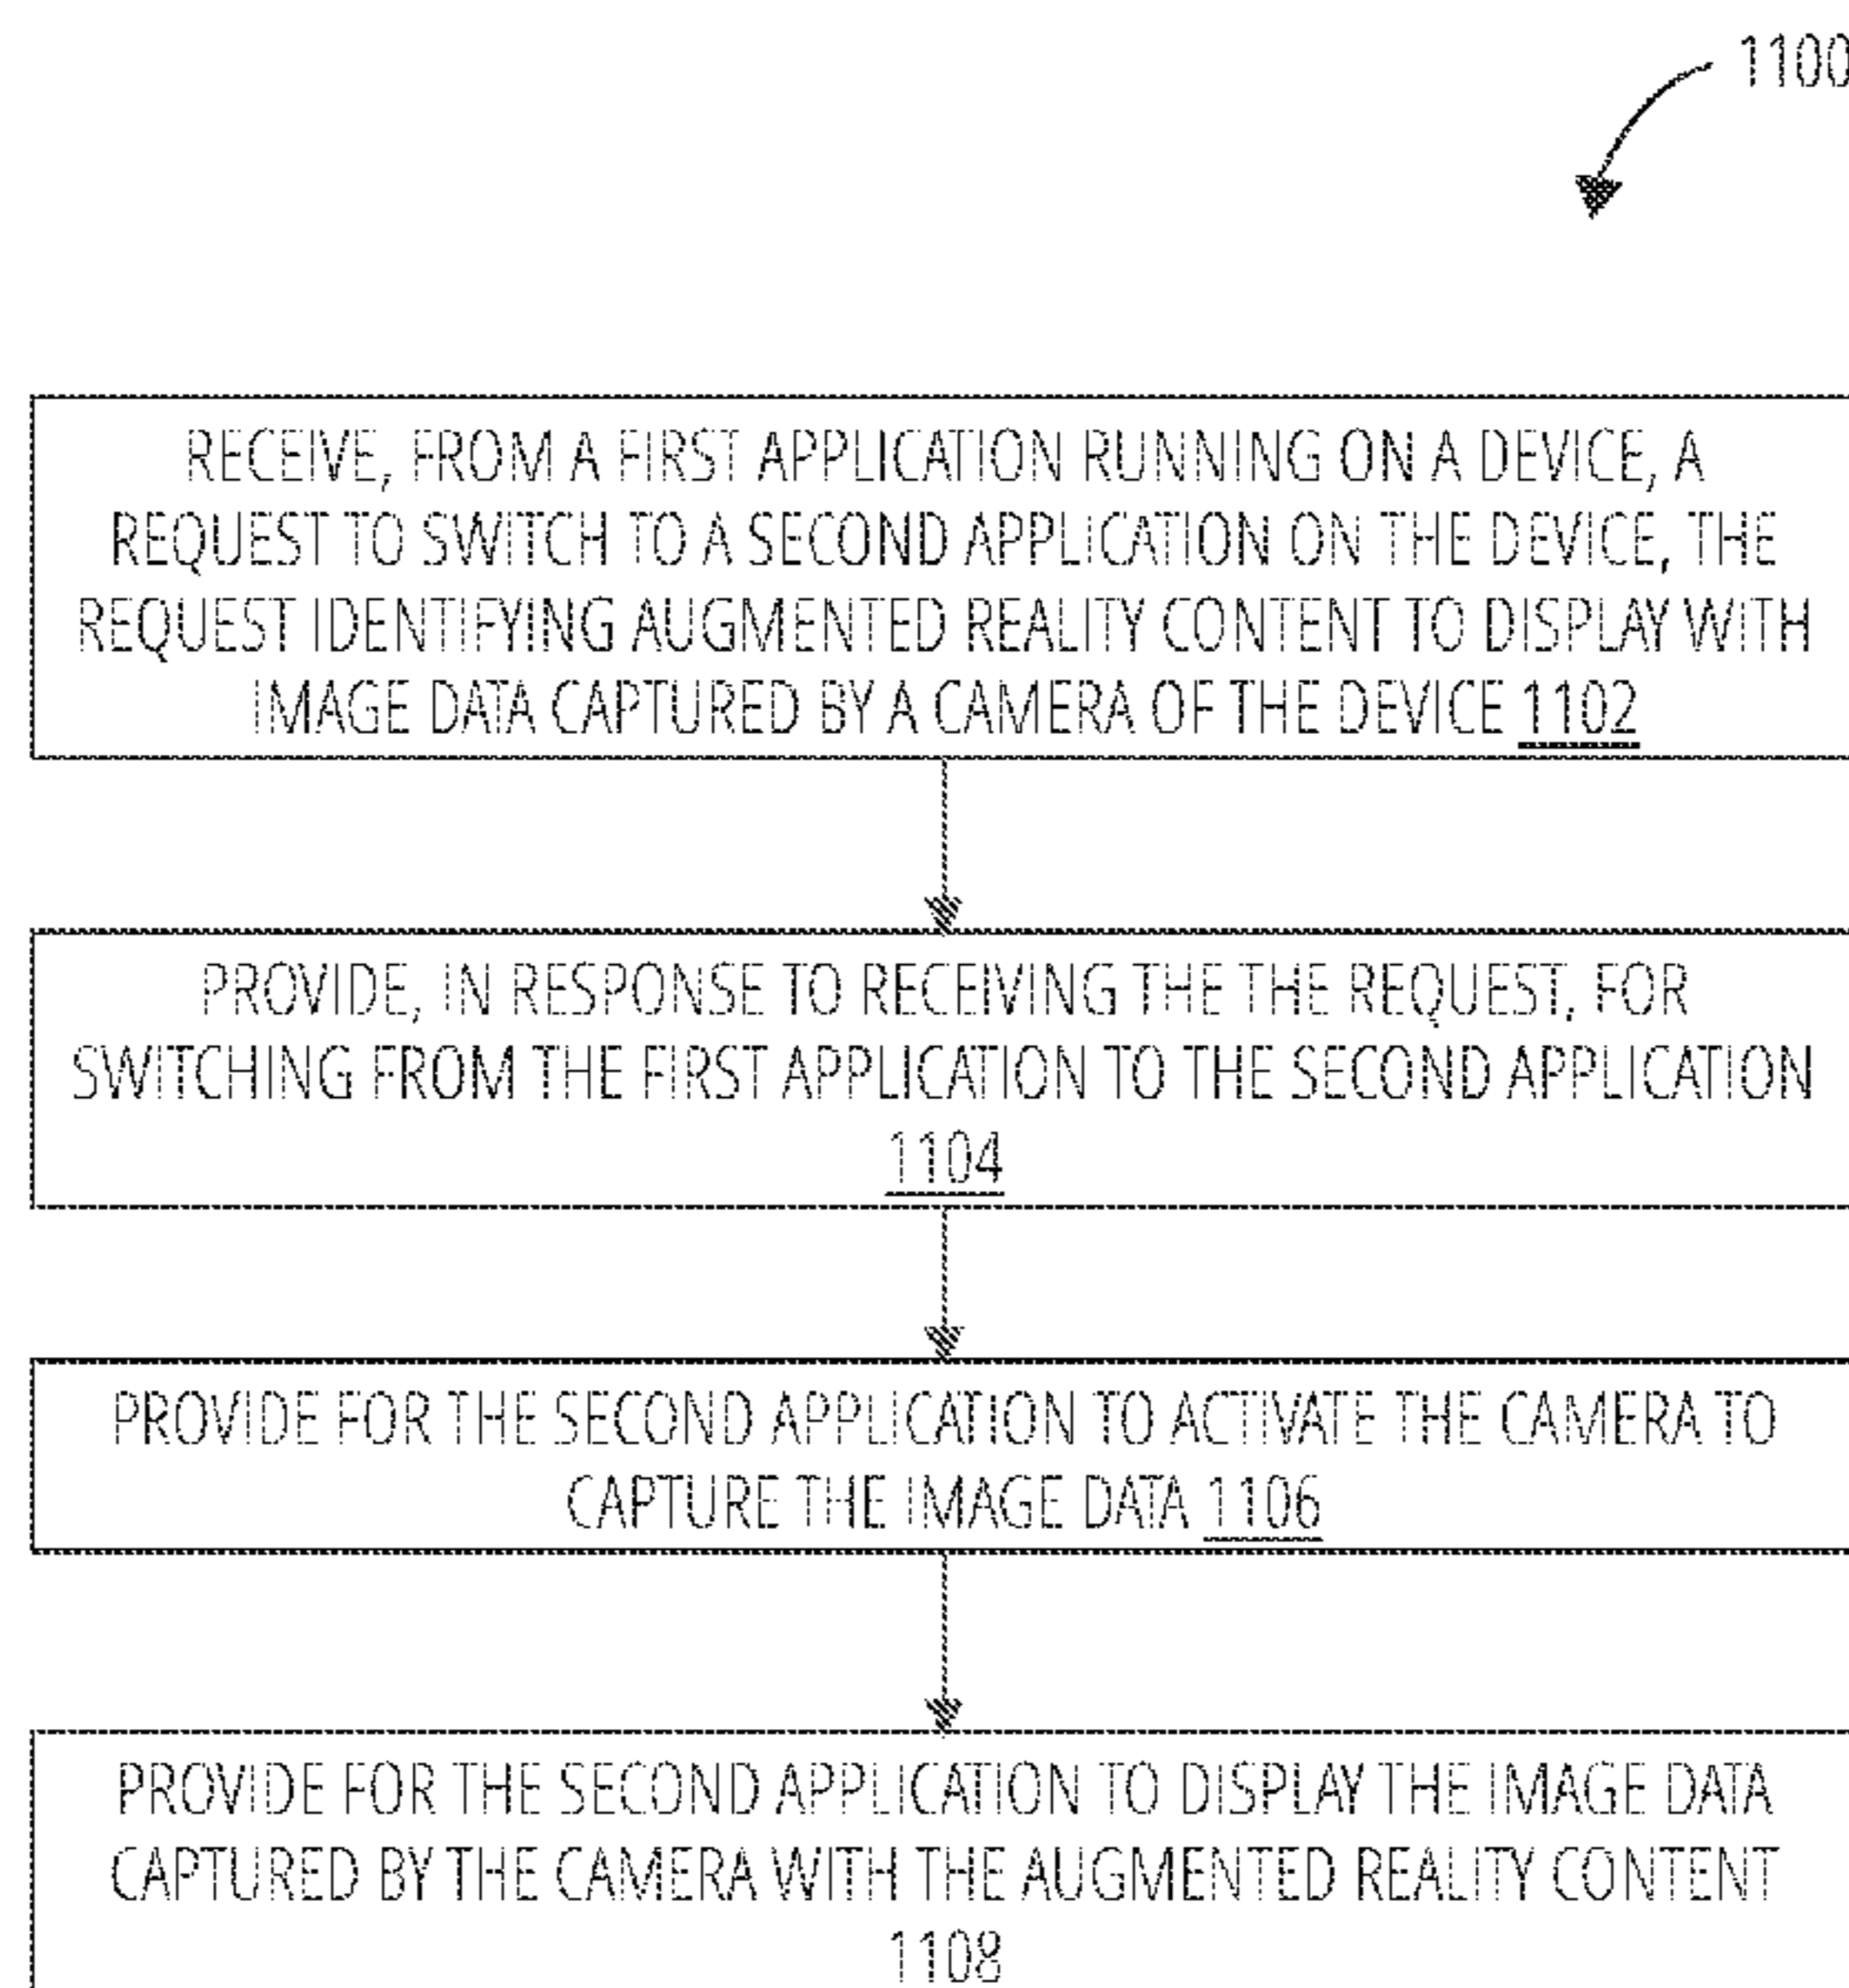 1100
RECEIVE, FROM A FIRST APPLICATION RUNNING ON A DEVICE, A
REQUEST TO SWITCH TO A SECOND APPLICATION ON THE DEVICE, THE
REQUEST IDENTIFYING AUGMENTED REALITY CONTENT TO DISPLAY WITH
IMAGE DATA CAPTURED BY A CAMERA OF THE DEVICE 1102
PROVIDE, IN RESPONSE TO RECEIVING THE THE REQUEST, FOR
SWITCHING FROM THE FIRST APPLICATION TO THE SECOND APPLICATION
1104
PROVIDE FOR THE SECOND APPLICATION TO ACTIVATE THE CAMERA TO
CAPTURE THE IMAGE DATA 1106
PROVIDE FOR THE SECOND APPLICATION TO DISPLAY THE IMAGE DATA
CAPTURED BY THE CAMERA WITH THE AUGMENTED REALITY CONTENT
1108